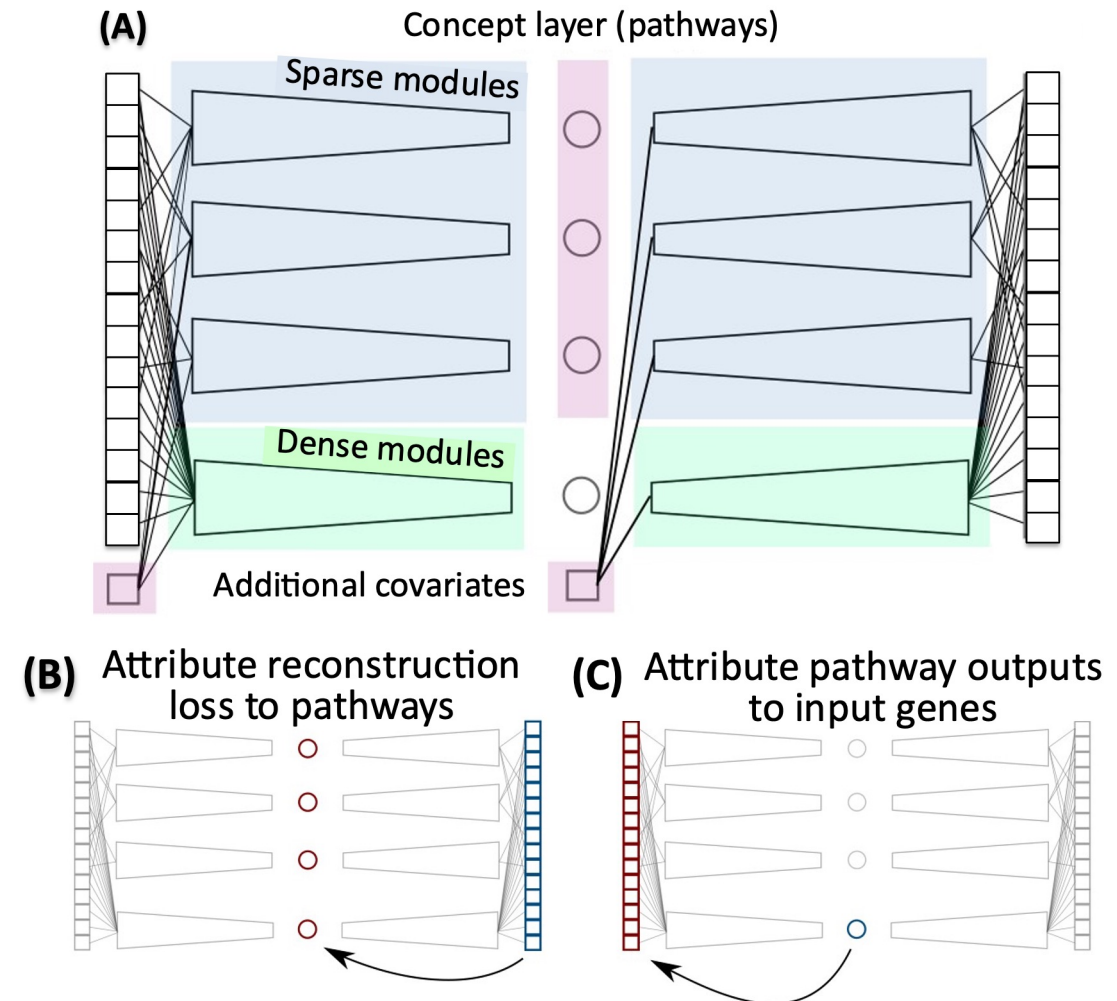 (A)
Concept layer (pathways)
Sparse modules
Dense modules
Additional covariates
(B)
Attribute reconstruction
loss to pathways
(C)
Attribute pathway outputs
to input genes